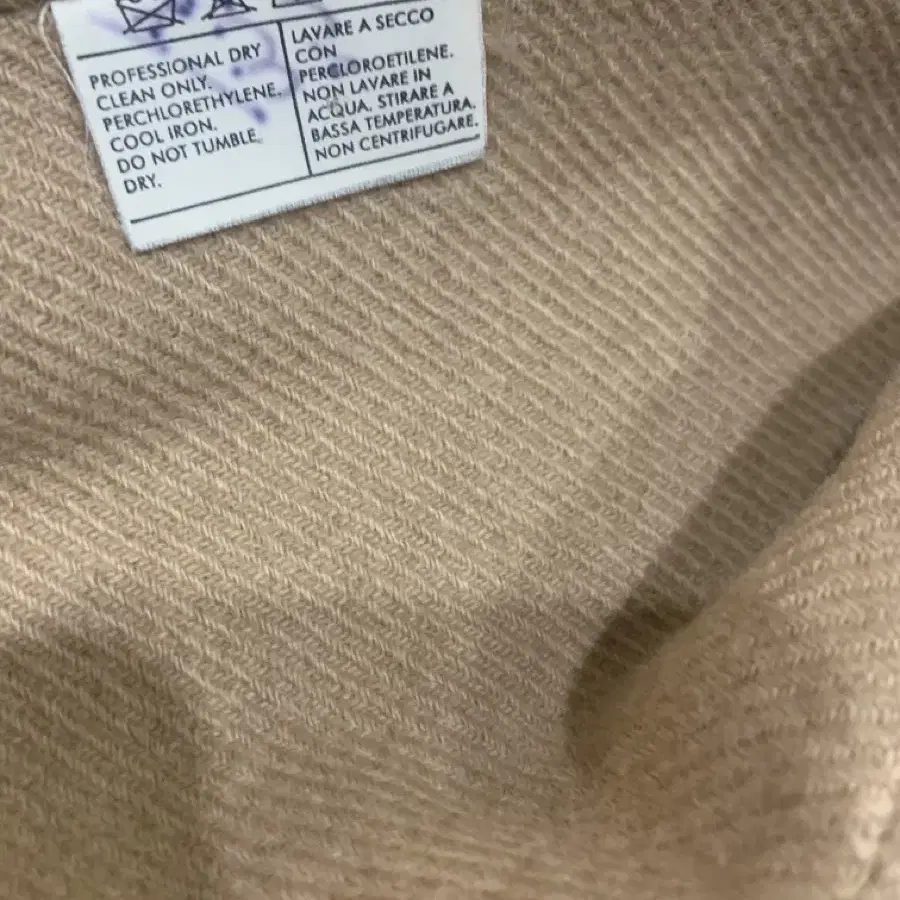 PROFESSIONAL DRY
CLEAN ONLY.
PERCHLORETHYLENE.
COOL IRON.
DO NOT TUMBLE
DRY.
LAVARE A SECCO
CON
PERCLOROETILENE.
NON LAVARE IN
ACQUA. STIRARE A
BASSA TEMPERATURA.
NON CENTRIFUGARE.